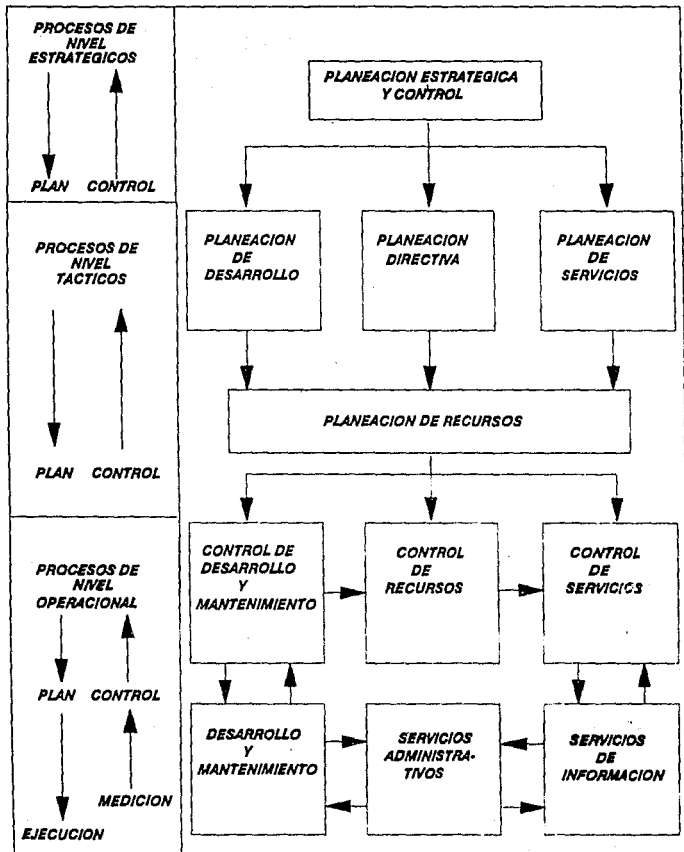 PROCESOS DE
NIVEL
ESTRATEGICOS
PLAN CONTROL
PLANEACION ESTRATEGICA
Y CONTROL
PROCESOS DE
NIVEL
TACTICOS
PLAN CONTROL
PLANEACION
DE
DESARROLLO
PLANEACION
DIRECTIVA
PLANEACION
DE
SERVICIOS
PLANEACION DE RECURSOS
PROCESOS DE
NIVEL
OPERACIONAL
PLAN CONTROL
MEDICION
EJECUCION
CONTROL DE
DESARROLLO
Y
MANTENIMIENTO
CONTROL
DE
RECURSOS
CONTROL
DE
SERVICIOS
DESARROLLO
Y
MANTENIMIENTO
SERVICIOS
ADMINISTRA-
TIVOS
SERVICIOS
DE
INFORMACION